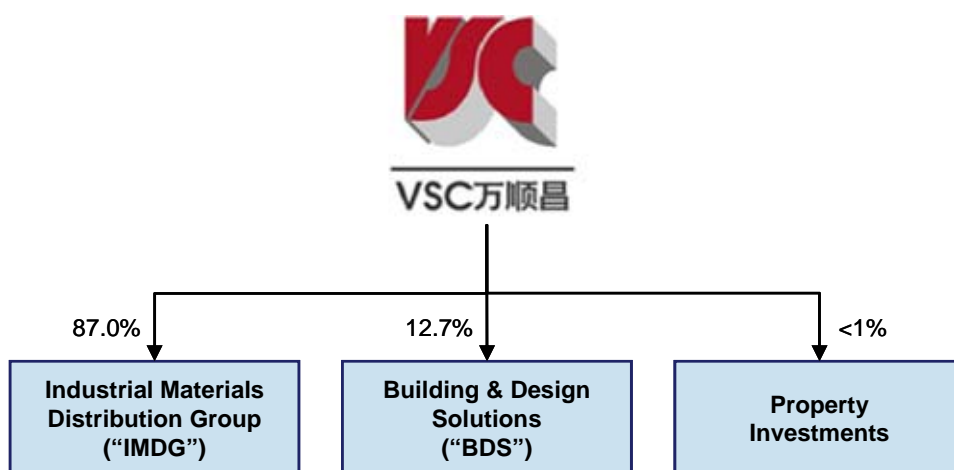 VSC
VSC万顺昌
87.0%
12.7%
<1%
Industrial Materials
Distribution Group
(“IMDG”)
Building & Design
Solutions
(“BDS”)
Property
Investments